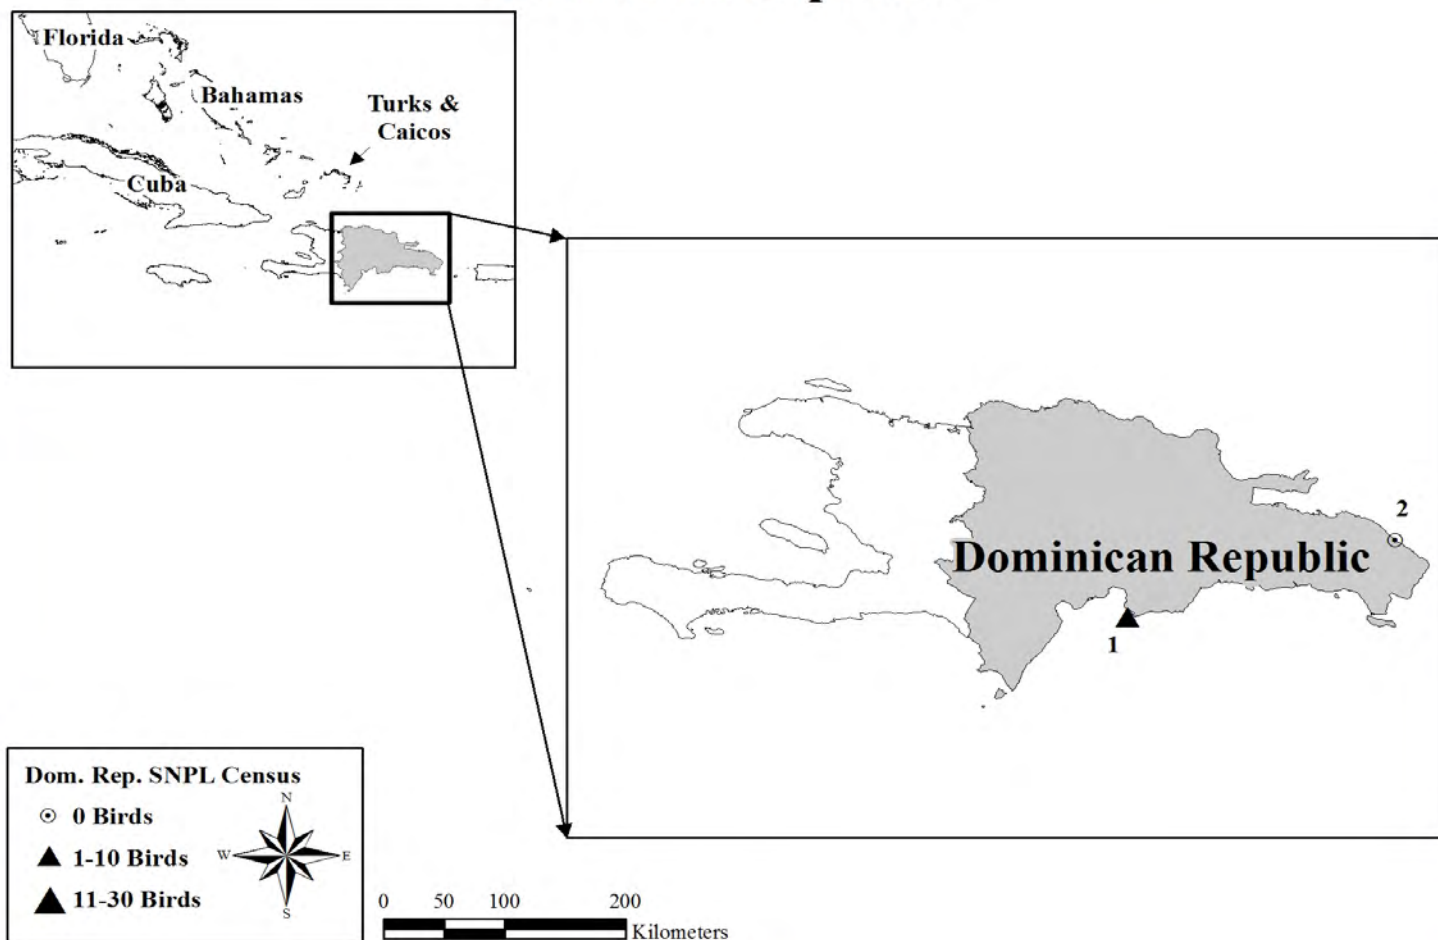 Florida
Bahamas
Turks &
Caicos
Cuba
2
Dominican Republic
1
Dom. Rep. SNPL Census
0 Birds
1-10 Birds
11-30 Birds
N
W
E
S
0 50 100 200
Kilometers